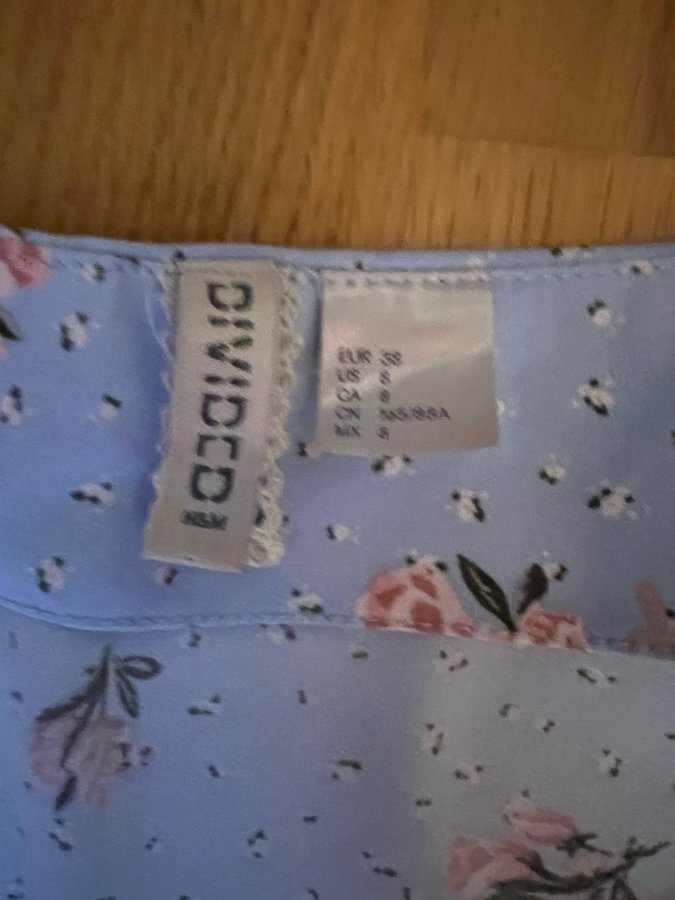 DIVIDED
H&M
EUR 38
US 8
CA 8
CN 165/88A
MX 8